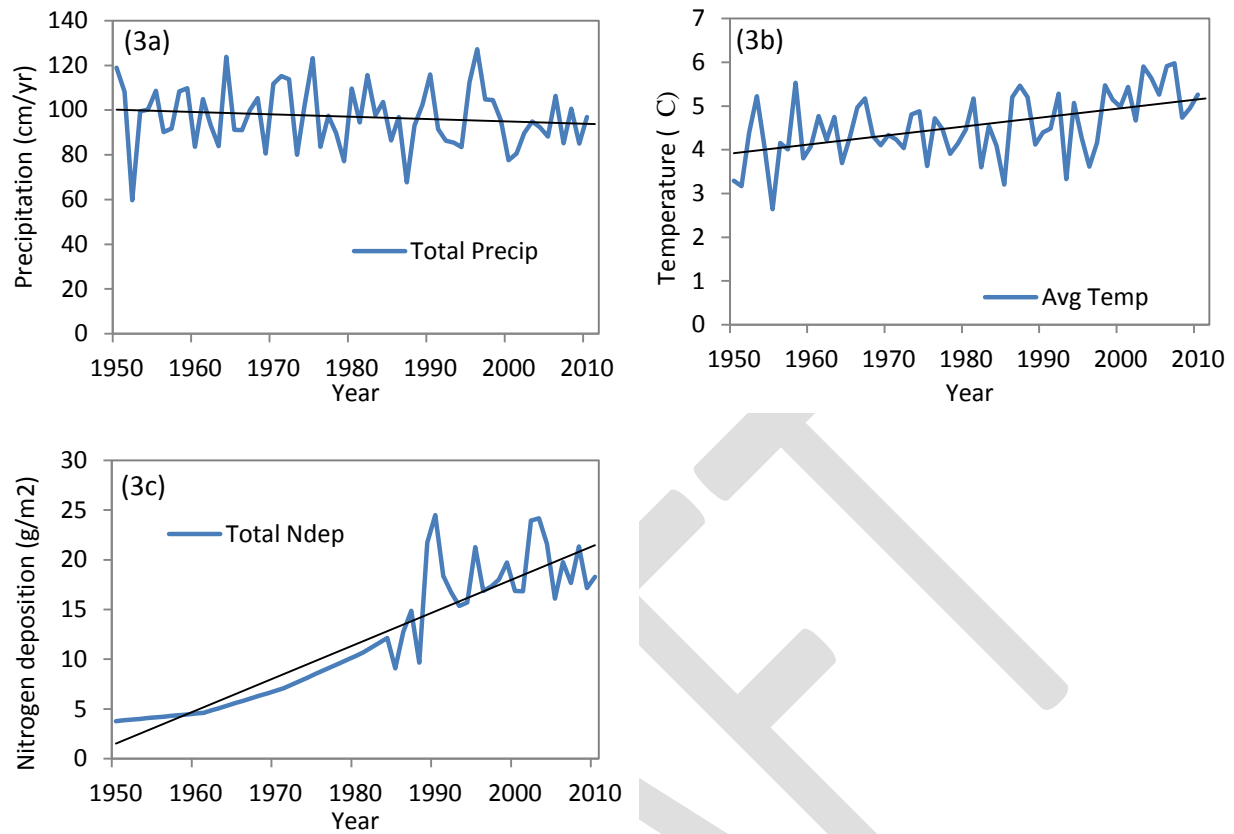 (3a)
Precipitation (cm/yr)
140
120
100
80
60
40
20
0
Total Precip
1950 1960 1970 1980 1990 2000 2010
Year
(3b)
Temperature ( C)
7
6
5
4
3
2
1
0
Avg Temp
1950 1960 1970 1980 1990 2000 2010
Year
(3c)
Nitrogen deposition (g/m2)
30
25
20
15
10
5
0
Total Ndep
1950 1960 1970 1980 1990 2000 2010
Year